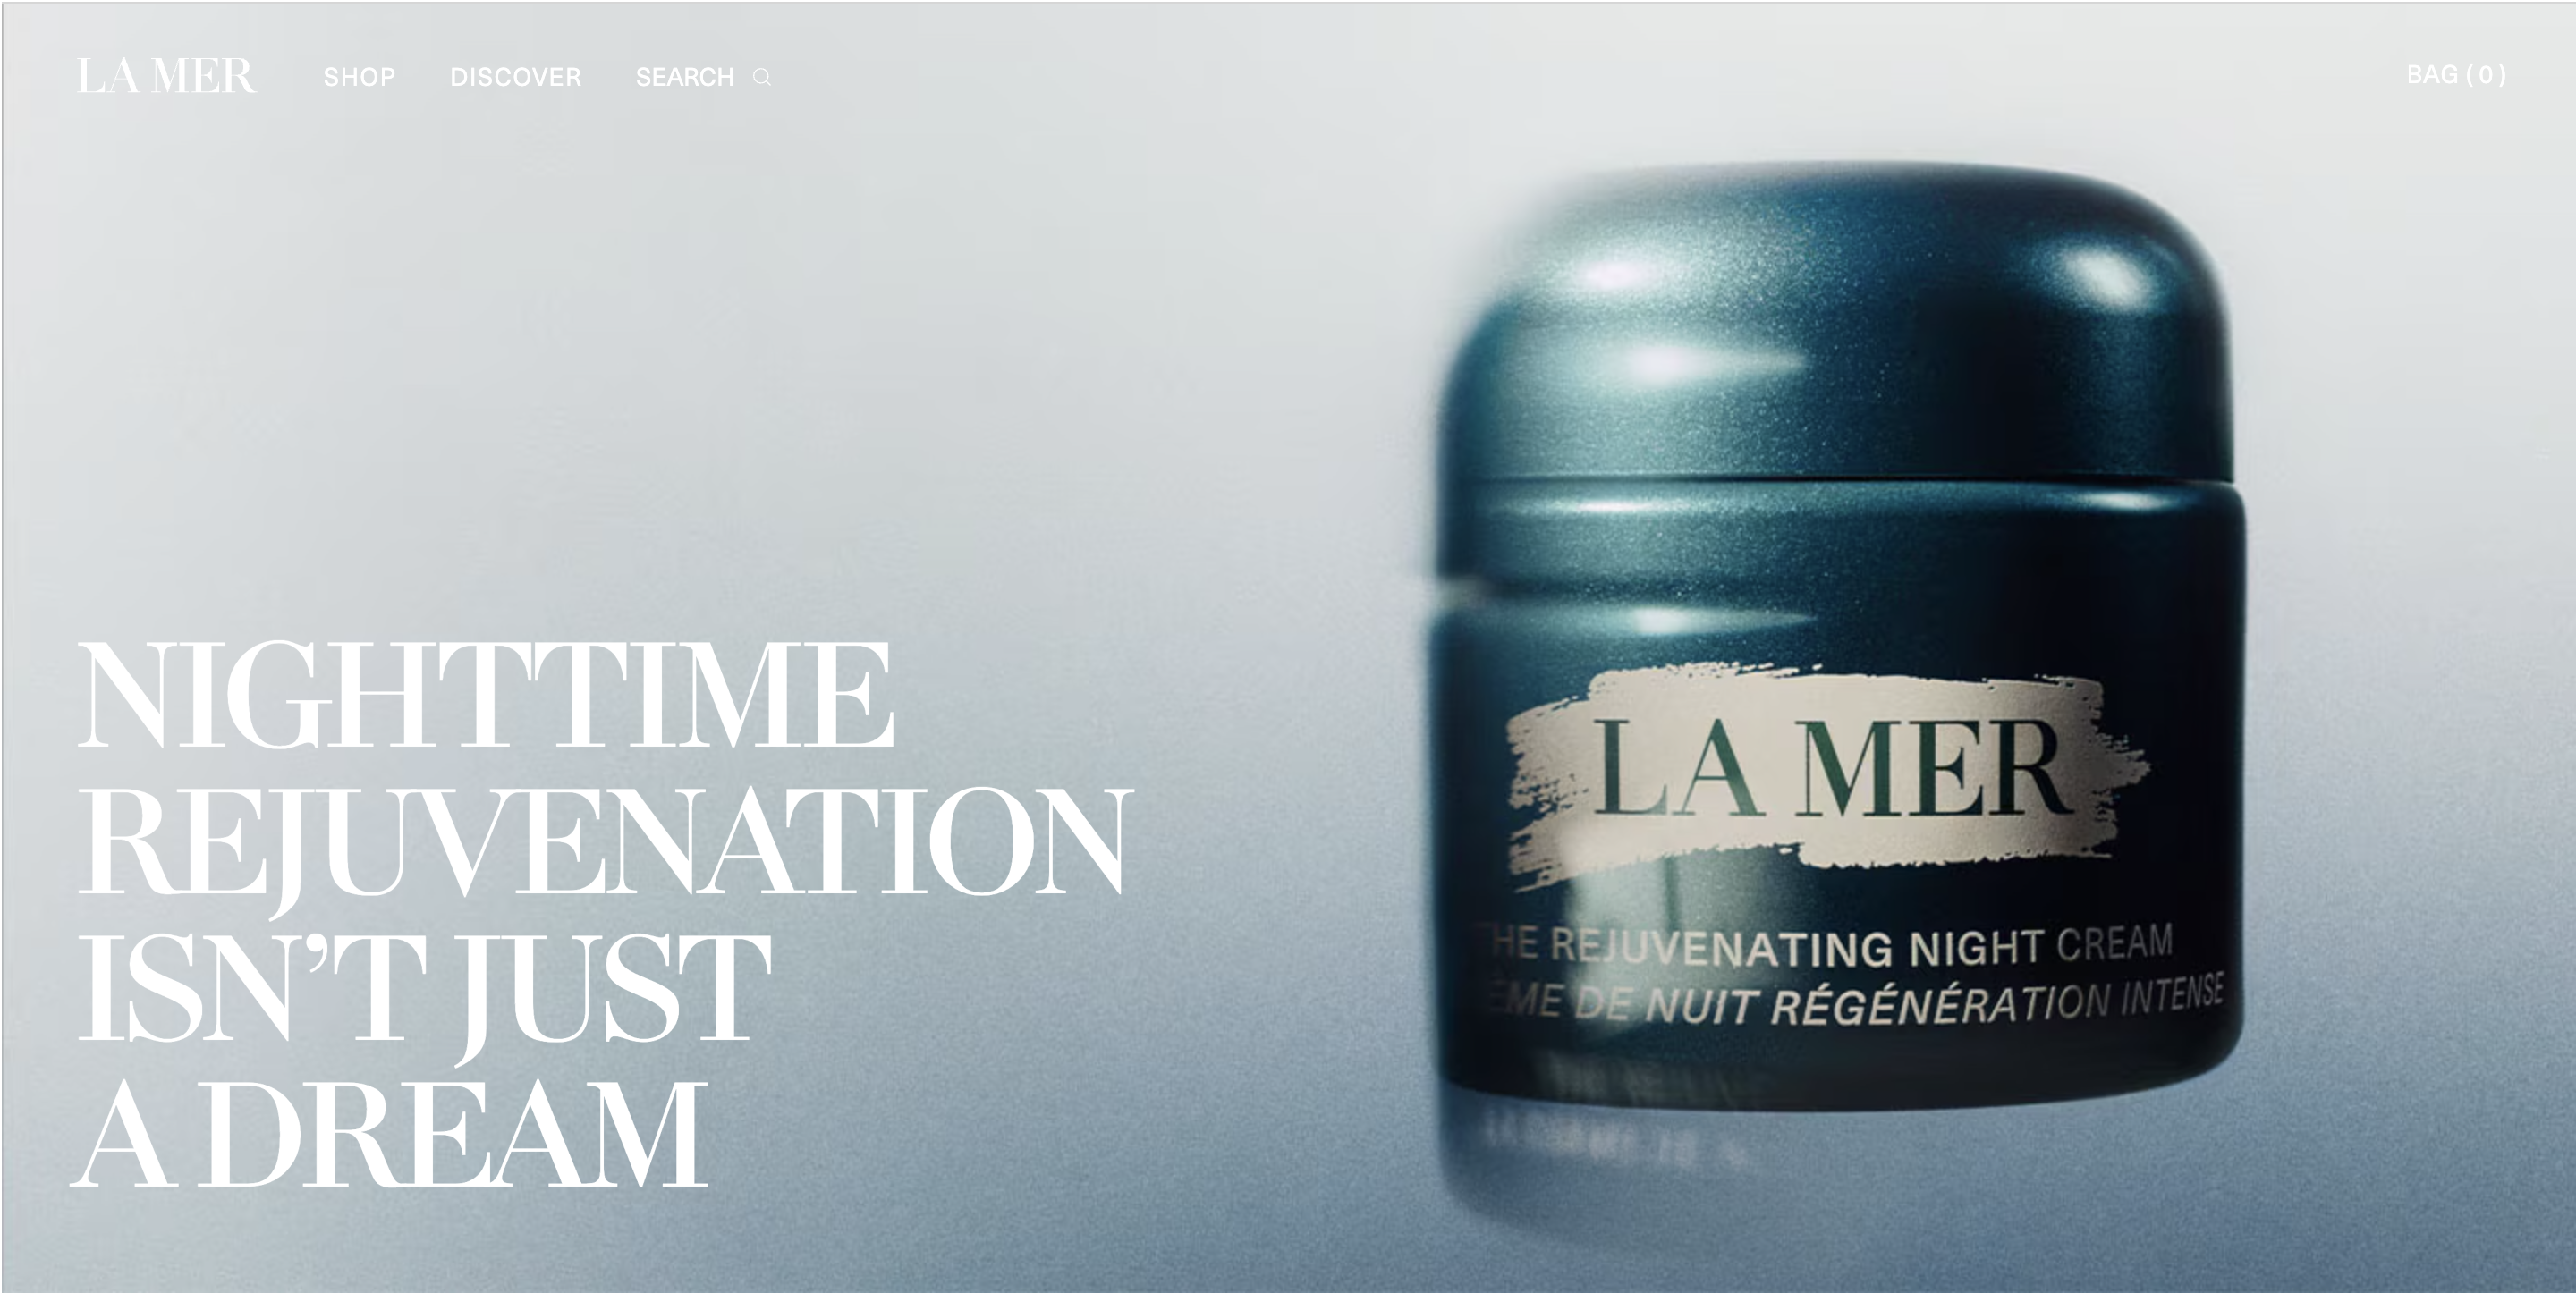 LA MER
SHOP
DISCOVER
SEARCH
BAG ( 0 )
NIGHTTIME
REJUVENATION
ISN’T JUST
A DREAM
LA MER
THE REJUVENATING NIGHT CREAM
DE NUIT RÉGÉNÉRATION INTENSE